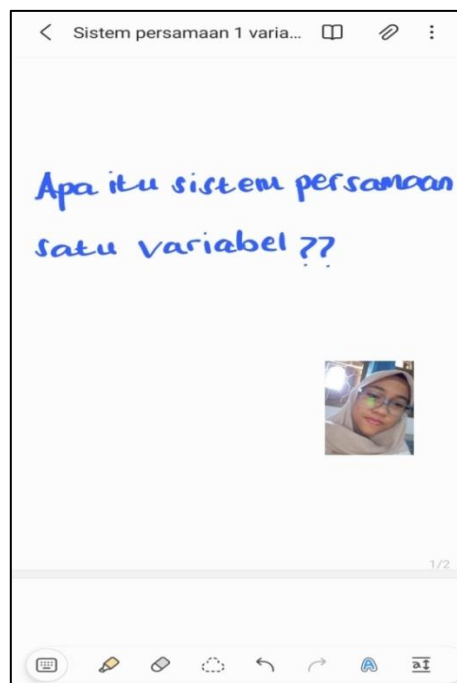 Sistem persamaan 1 varia...
Apa itu sistem persamaan
satu variabel ??
1/2